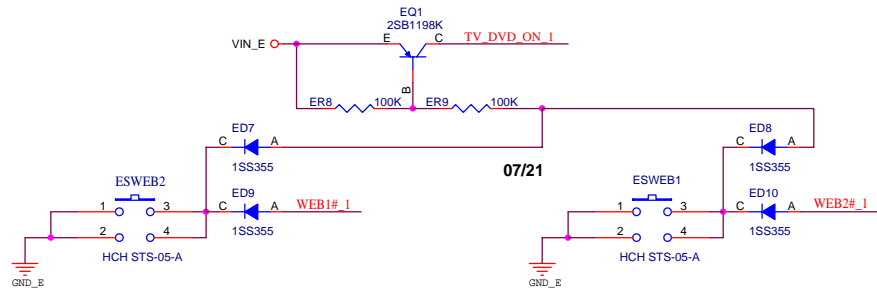 EQ1
2SB1198K
VIN_E
E
C
TV_DVD_ON_1
B
ER8
100K
ER9
100K
ED7
C
A
1SS355
ED8
C
A
1SS355
07/21
ESWEB2
1
3
2
4
HCH STS-05-A
GND_E
ED9
C
A
WEB1#_1
1SS355
ESWEB1
1
3
2
4
HCH STS-05-A
GND_E
ED10
C
A
WEB2#_1
1SS355